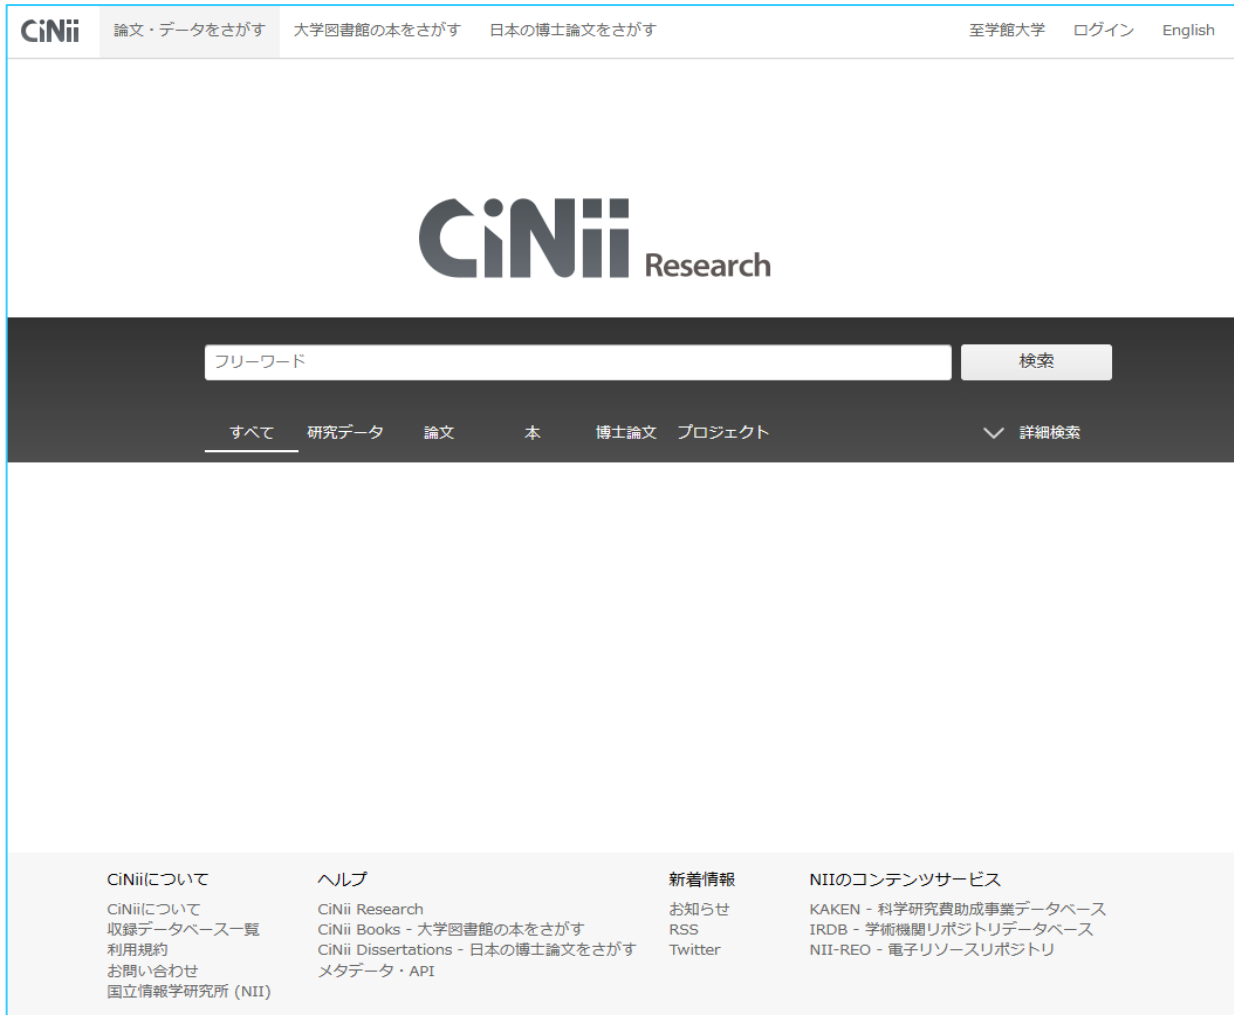 CiNii 論文・データをさがす 大学図書館の本をさがす 日本の博士論文をさがす 至学館大学 ログイン English
CiNii Research
フリーワード 検索
すべて 研究データ 論文 本 博士論文 プロジェクト 詳細検索
CiNiiについて
CiNiiについて
収録データベース一覧
利用規約
お問い合わせ
国立情報学研究所 (NII)
ヘルプ
CiNii Research
CiNii Books - 大学図書館の本をさがす
CiNii Dissertations - 日本の博士論文をさがす
メタデータ・API
新着情報
お知らせ
RSS
Twitter
NIIのコンテンツサービス
KAKEN - 科学研究費助成事業データベース
IRDB - 学術機関リポジトリデータベース
NII-REO - 電子リソースリポジトリ